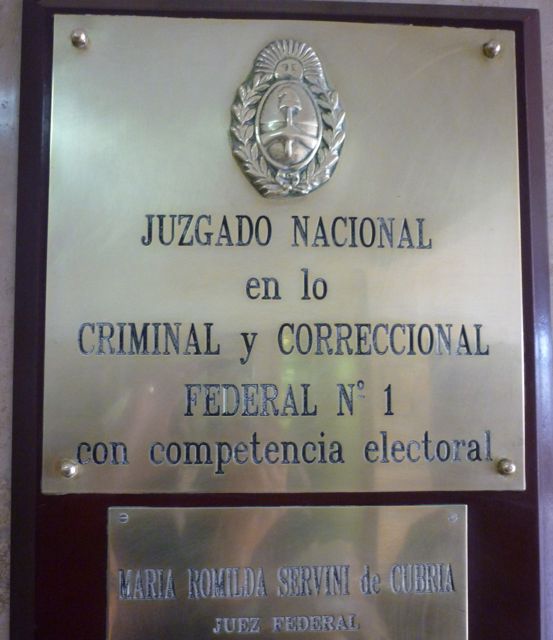 JUZGADO NACIONAL
en lo
CRIMINAL y CORRECCIONAL
FEDERAL N° 1
con competencia electoral
MARIA ROMILDA SERVINI de CUBRIA
JUEZ FEDERAL